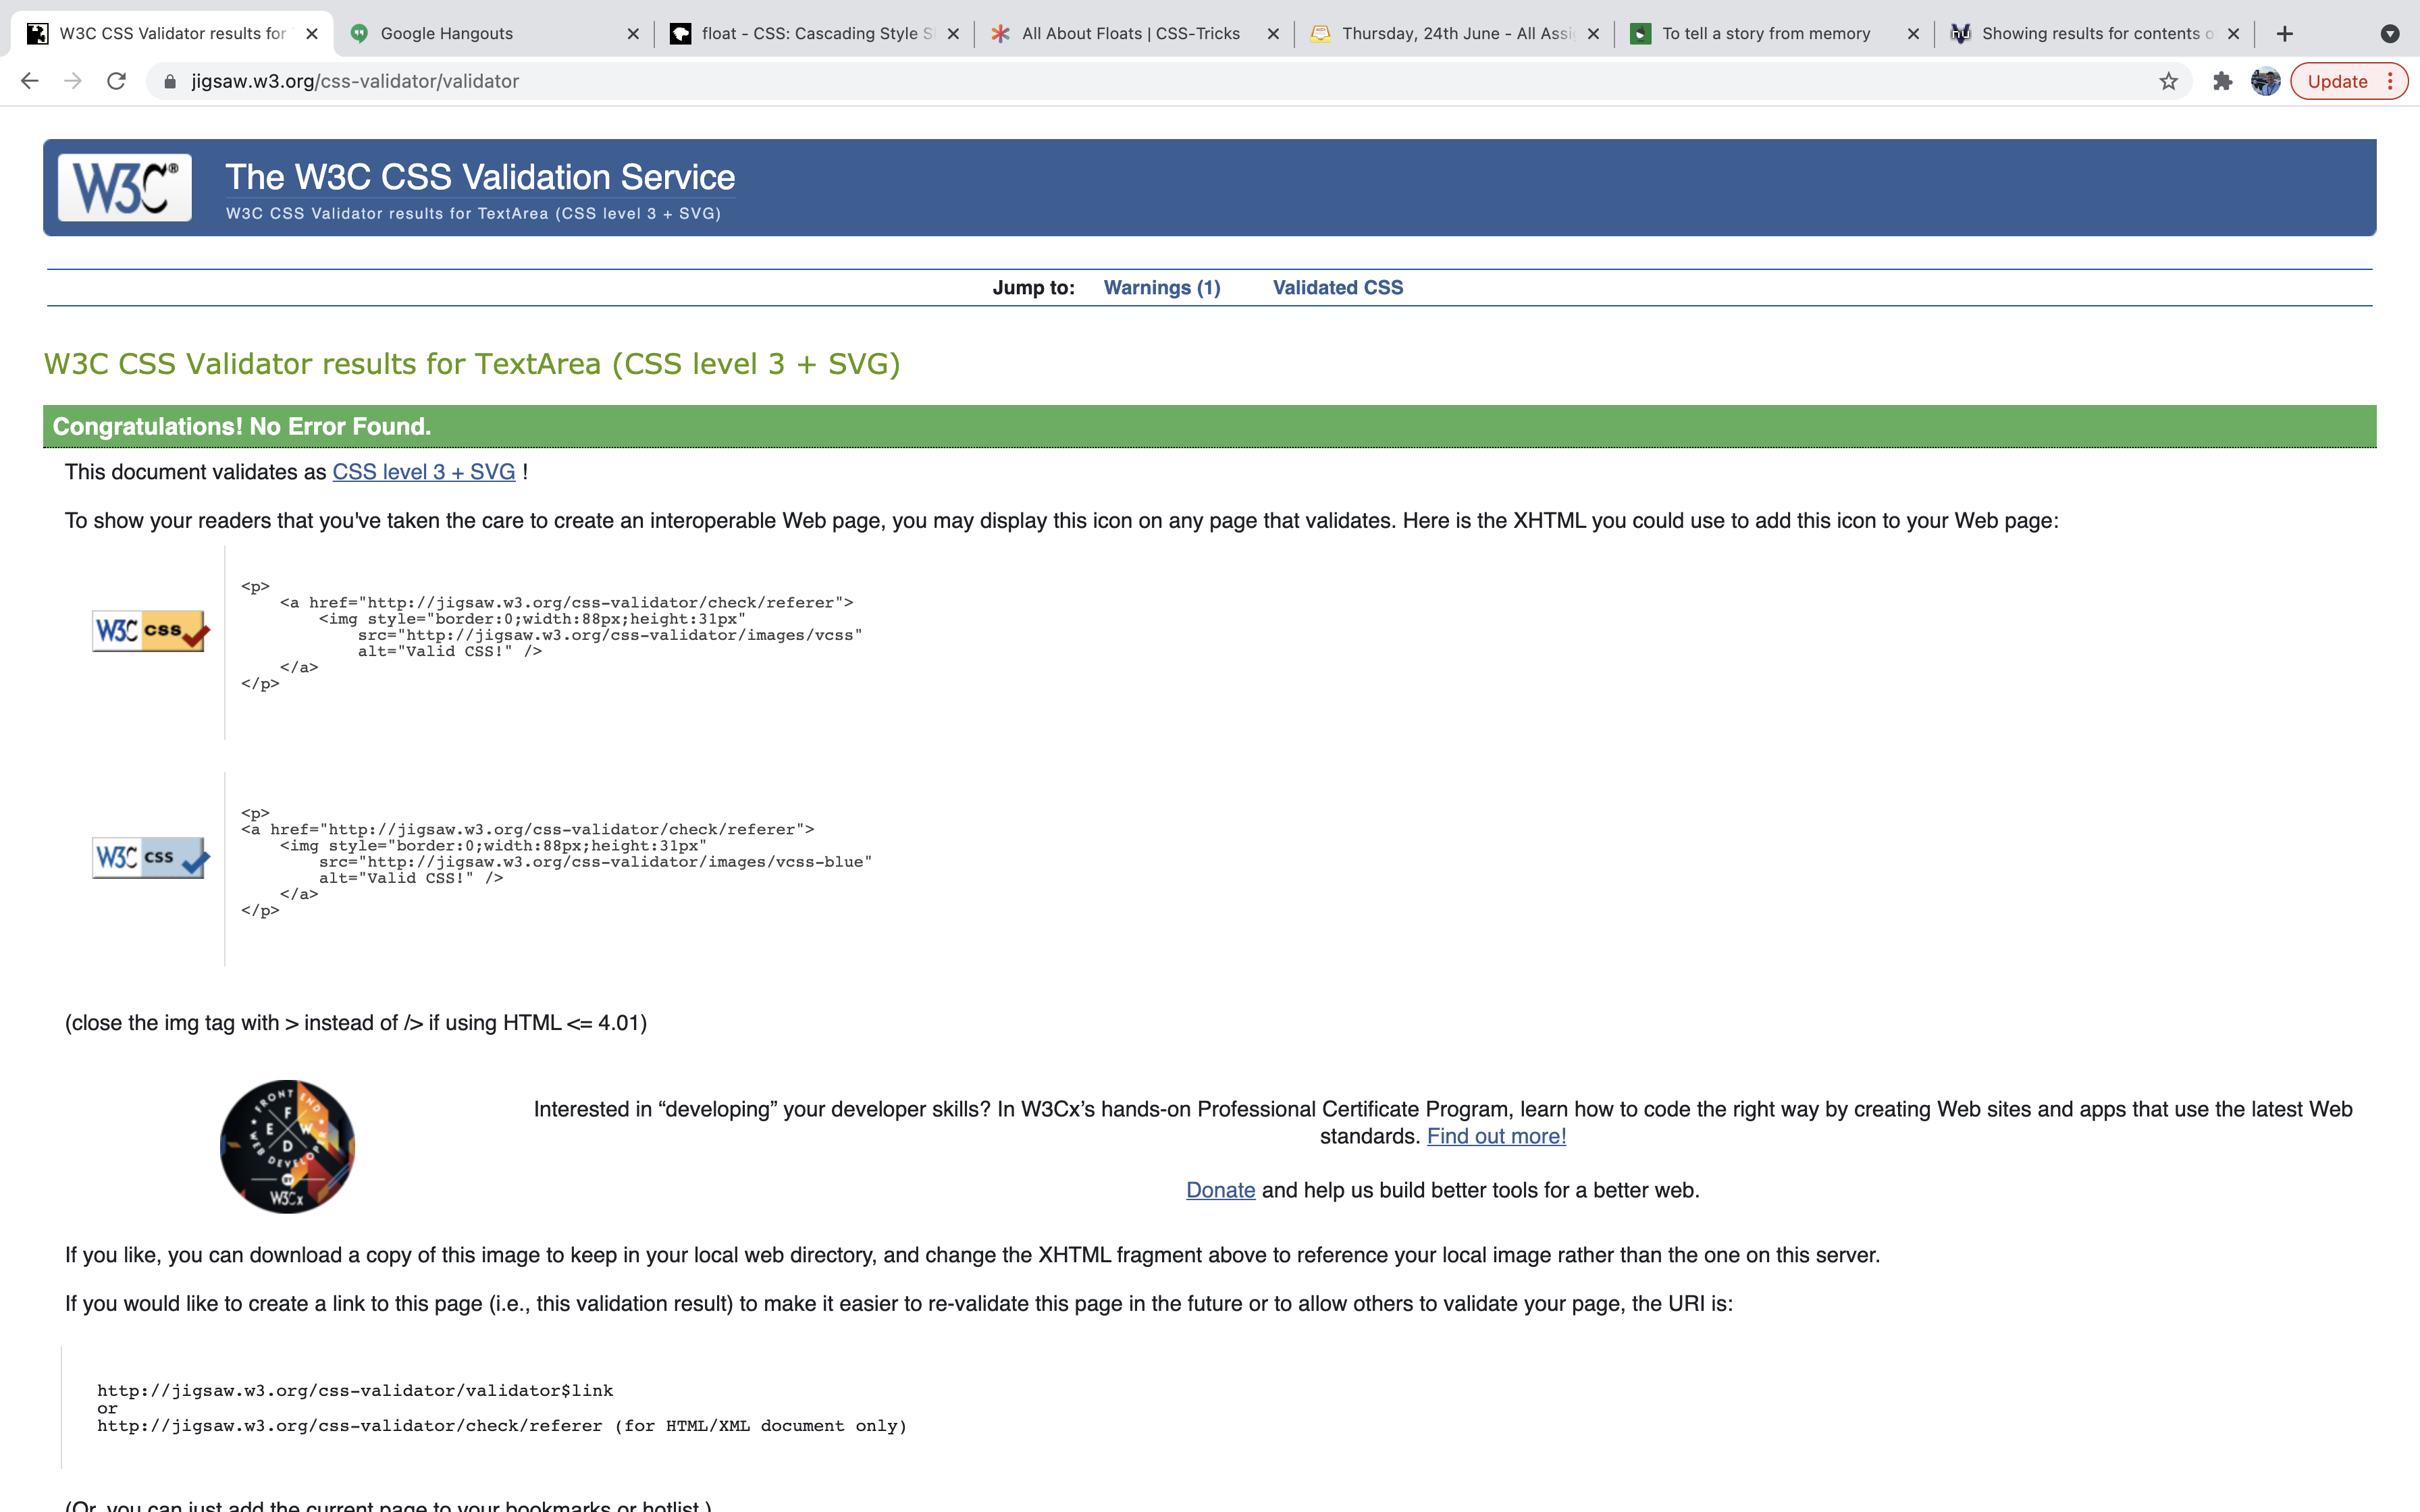 W3C CSS Validator results for
Google Hangouts
float - CSS: Cascading Style S
All About Floats | CSS-Tricks
Thursday, 24th June - All Assi
To tell a story from memory
Showing results for contents o
jigsaw.w3.org/css-validator/validator
Update
W3C®
The W3C CSS Validation Service
W3C CSS Validator results for TextArea (CSS level 3 + SVG)
Jump to: Warnings (1) Validated CSS
W3C CSS Validator results for TextArea (CSS level 3 + SVG)
Congratulations! No Error Found.
This document validates as CSS level 3 + SVG !
To show your readers that you've taken the care to create an interoperable Web page, you may display this icon on any page that validates. Here is the XHTML you could use to add this icon to your Web page:
W3C css
<p>
<a href="http://jigsaw.w3.org/css-validator/check/referer">
<img style="border:0;width:88px;height:31px"
src="http://jigsaw.w3.org/css-validator/images/vcss"
alt="Valid CSS!" />
</a>
</p>
W3C css
<p>
<a href="http://jigsaw.w3.org/css-validator/check/referer">
<img style="border:0;width:88px;height:31px"
src="http://jigsaw.w3.org/css-validator/images/vcss-blue"
alt="Valid CSS!" />
</a>
</p>
(close the img tag with > instead of /> if using HTML <= 4.01)
FRONT END
F E W D
WEB DEVELOPER
BY
W3Cx
Interested in “developing” your developer skills? In W3Cx’s hands-on Professional Certificate Program, learn how to code the right way by creating Web sites and apps that use the latest Web
standards. Find out more!
Donate and help us build better tools for a better web.
If you like, you can download a copy of this image to keep in your local web directory, and change the XHTML fragment above to reference your local image rather than the one on this server.
If you would like to create a link to this page (i.e., this validation result) to make it easier to re-validate this page in the future or to allow others to validate your page, the URI is:
http://jigsaw.w3.org/css-validator/validator$link
or
http://jigsaw.w3.org/css-validator/check/referer (for HTML/XML document only)
(Or, you can just add the current page to your bookmarks or hotlist.)